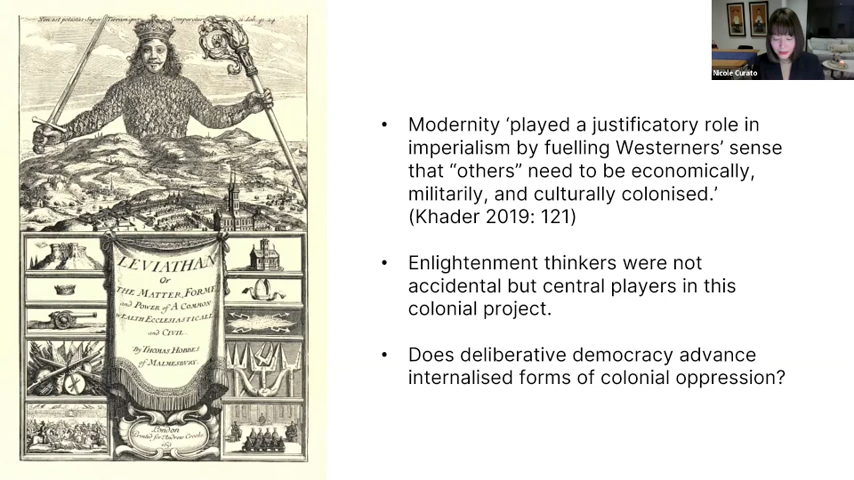 Non est potestas Super Terram quae Comparetur ei Iob. 41. 24
Nicole Curato
LEVIATHAN
Or
THE MATTER, FORME
and POWER of A COMMON
WEALTH ECCLESIASTICALL
and CIVIL.
By THOMAS HOBBES
of MALMESBURY.
London
Printed for Andrew Crooke
• Modernity ‘played a justificatory role in
imperialism by fuelling Westerners’ sense
that “others” need to be economically,
militarily, and culturally colonised.’
(Khader 2019: 121)
• Enlightenment thinkers were not
accidental but central players in this
colonial project.
• Does deliberative democracy advance
internalised forms of colonial oppression?